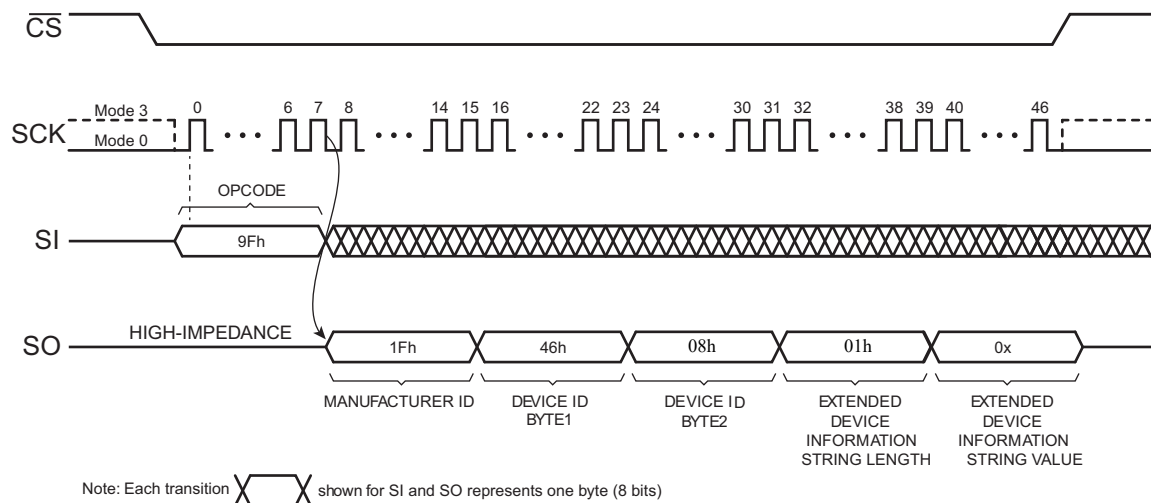 CS
Mode 3
0 6 7 8 14 15 16 22 23 24 30 31 32 38 39 40 46
SCK
Mode 0
OPCODE
SI
9Fh
HIGH-IMPEDANCE
SO
1Fh 46h 08h 01h 0x
MANUFACTURER ID
DEVICE ID
BYTE1
DEVICE ID
BYTE2
EXTENDED
DEVICE
INFORMATION
STRING LENGTH
EXTENDED
DEVICE
INFORMATION
STRING VALUE
Note: Each transition shown for SI and SO represents one byte (8 bits)